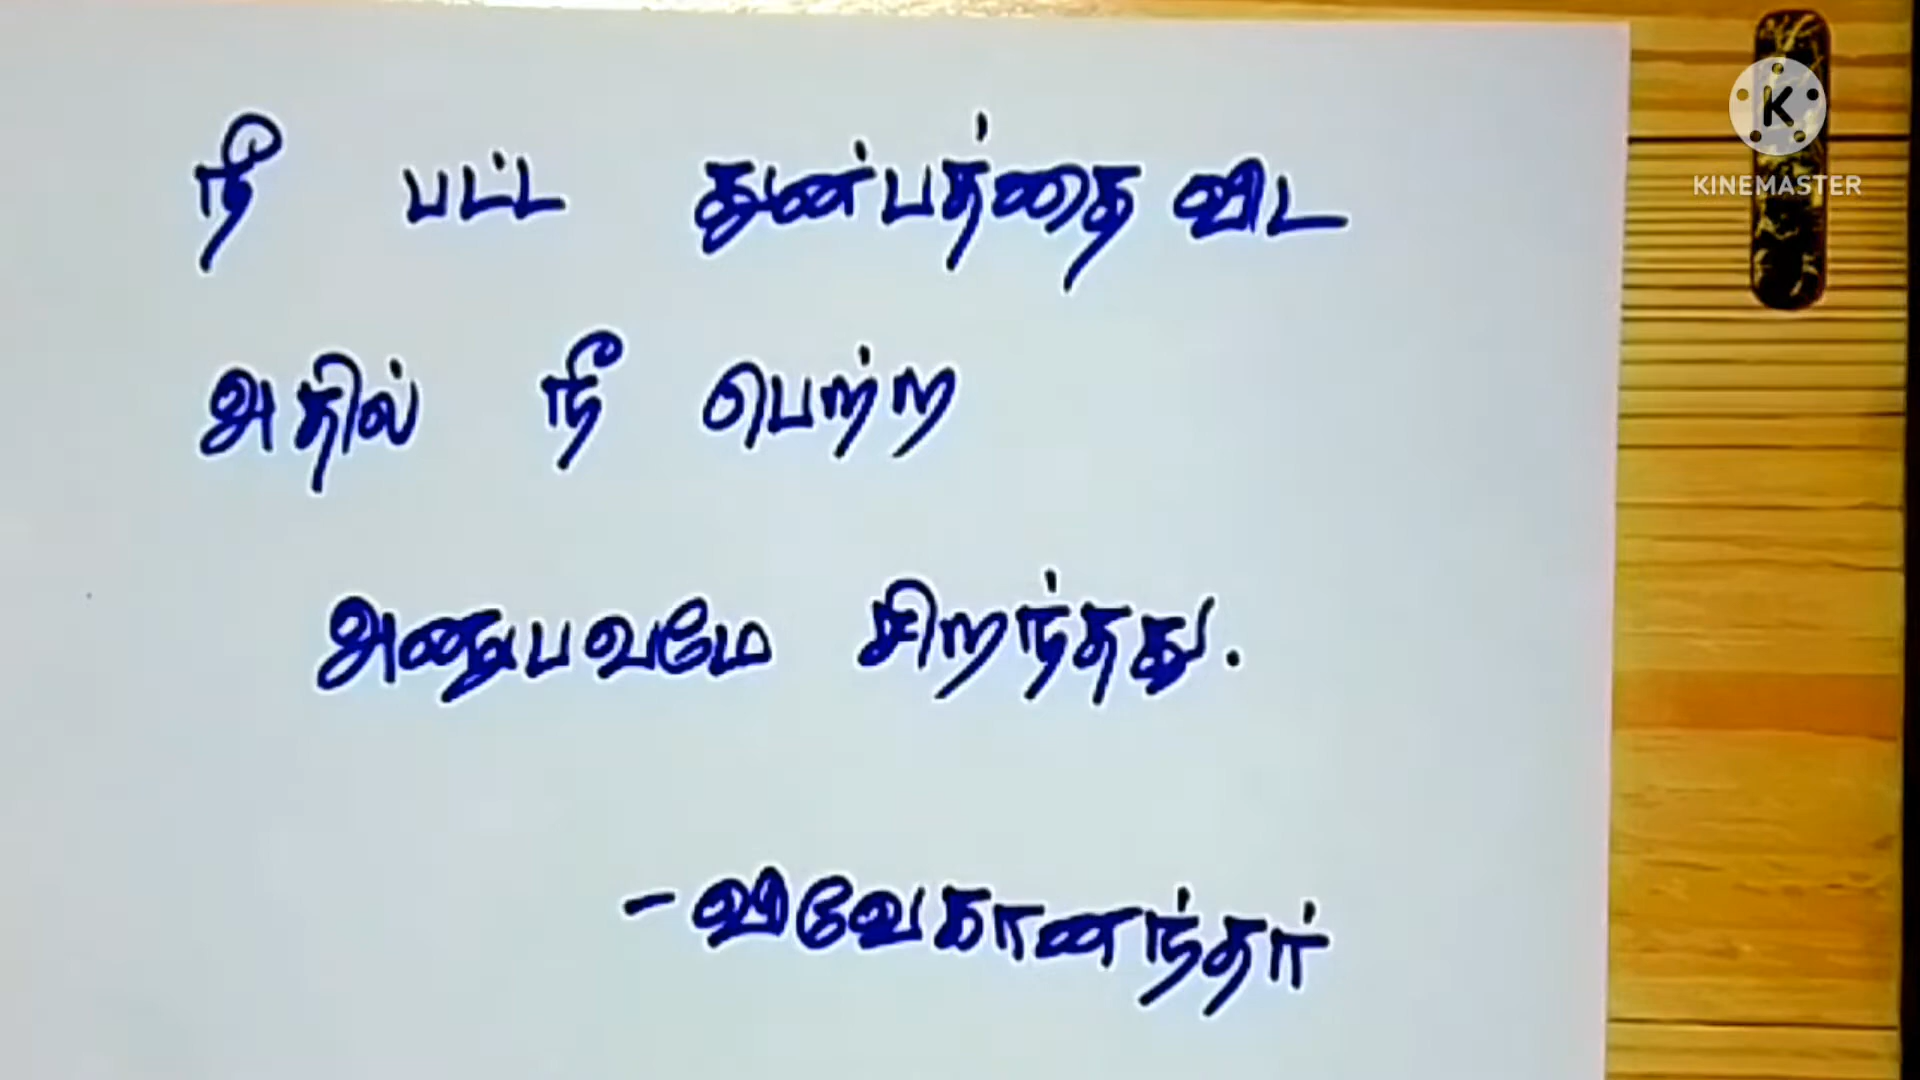 நீ பட்ட துன்பத்தை விட
அதில் நீ பெற்ற
அனுபவமே சிறந்தது.
- விவேகானந்தர்
K
KINEMASTER